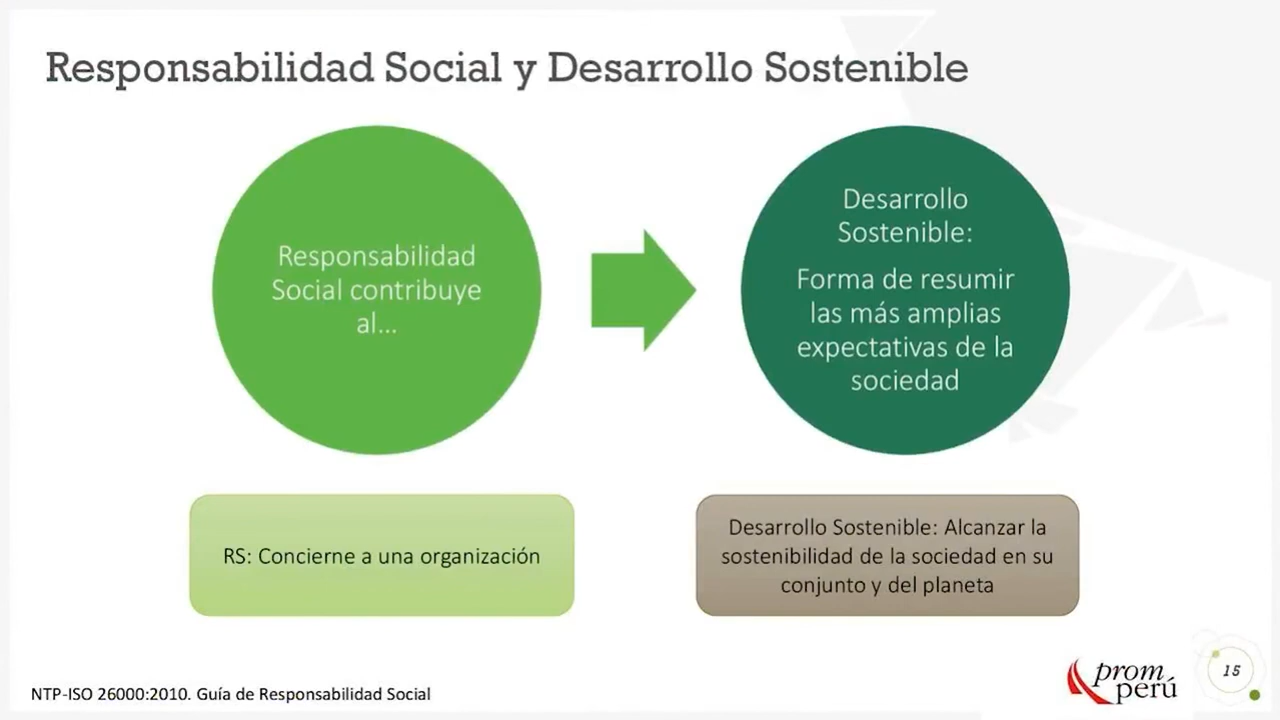 Responsabilidad Social y Desarrollo Sostenible
Responsabilidad
Social contribuye
al...
Desarrollo
Sostenible:
Forma de resumir
las más amplias
expectativas de la
sociedad
RS: Concierne a una organización
Desarrollo Sostenible: Alcanzar la
sostenibilidad de la sociedad en su
conjunto y del planeta
NTP-ISO 26000:2010. Guía de Responsabilidad Social
prom
perú
15